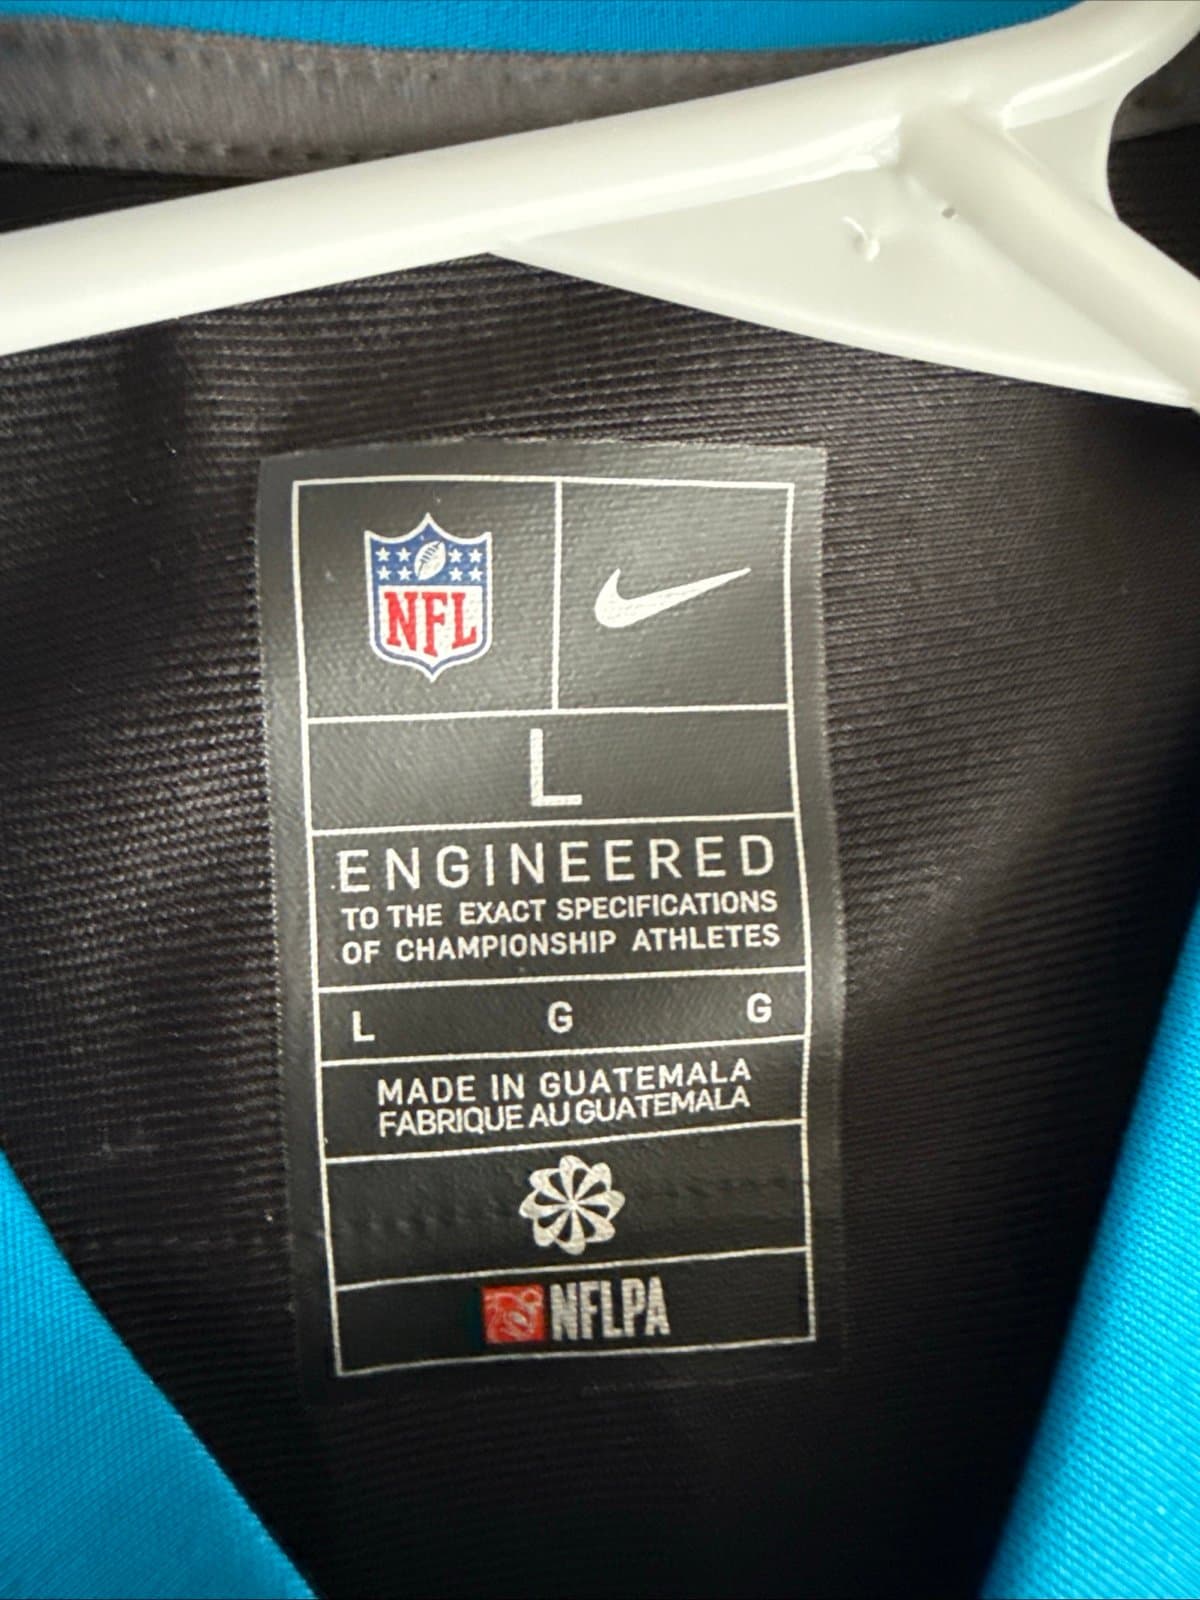 NFL
L
ENGINEERED
TO THE EXACT SPECIFICATIONS
OF CHAMPIONSHIP ATHLETES
L G G
MADE IN GUATEMALA
FABRIQUE AU GUATEMALA
NFLPA